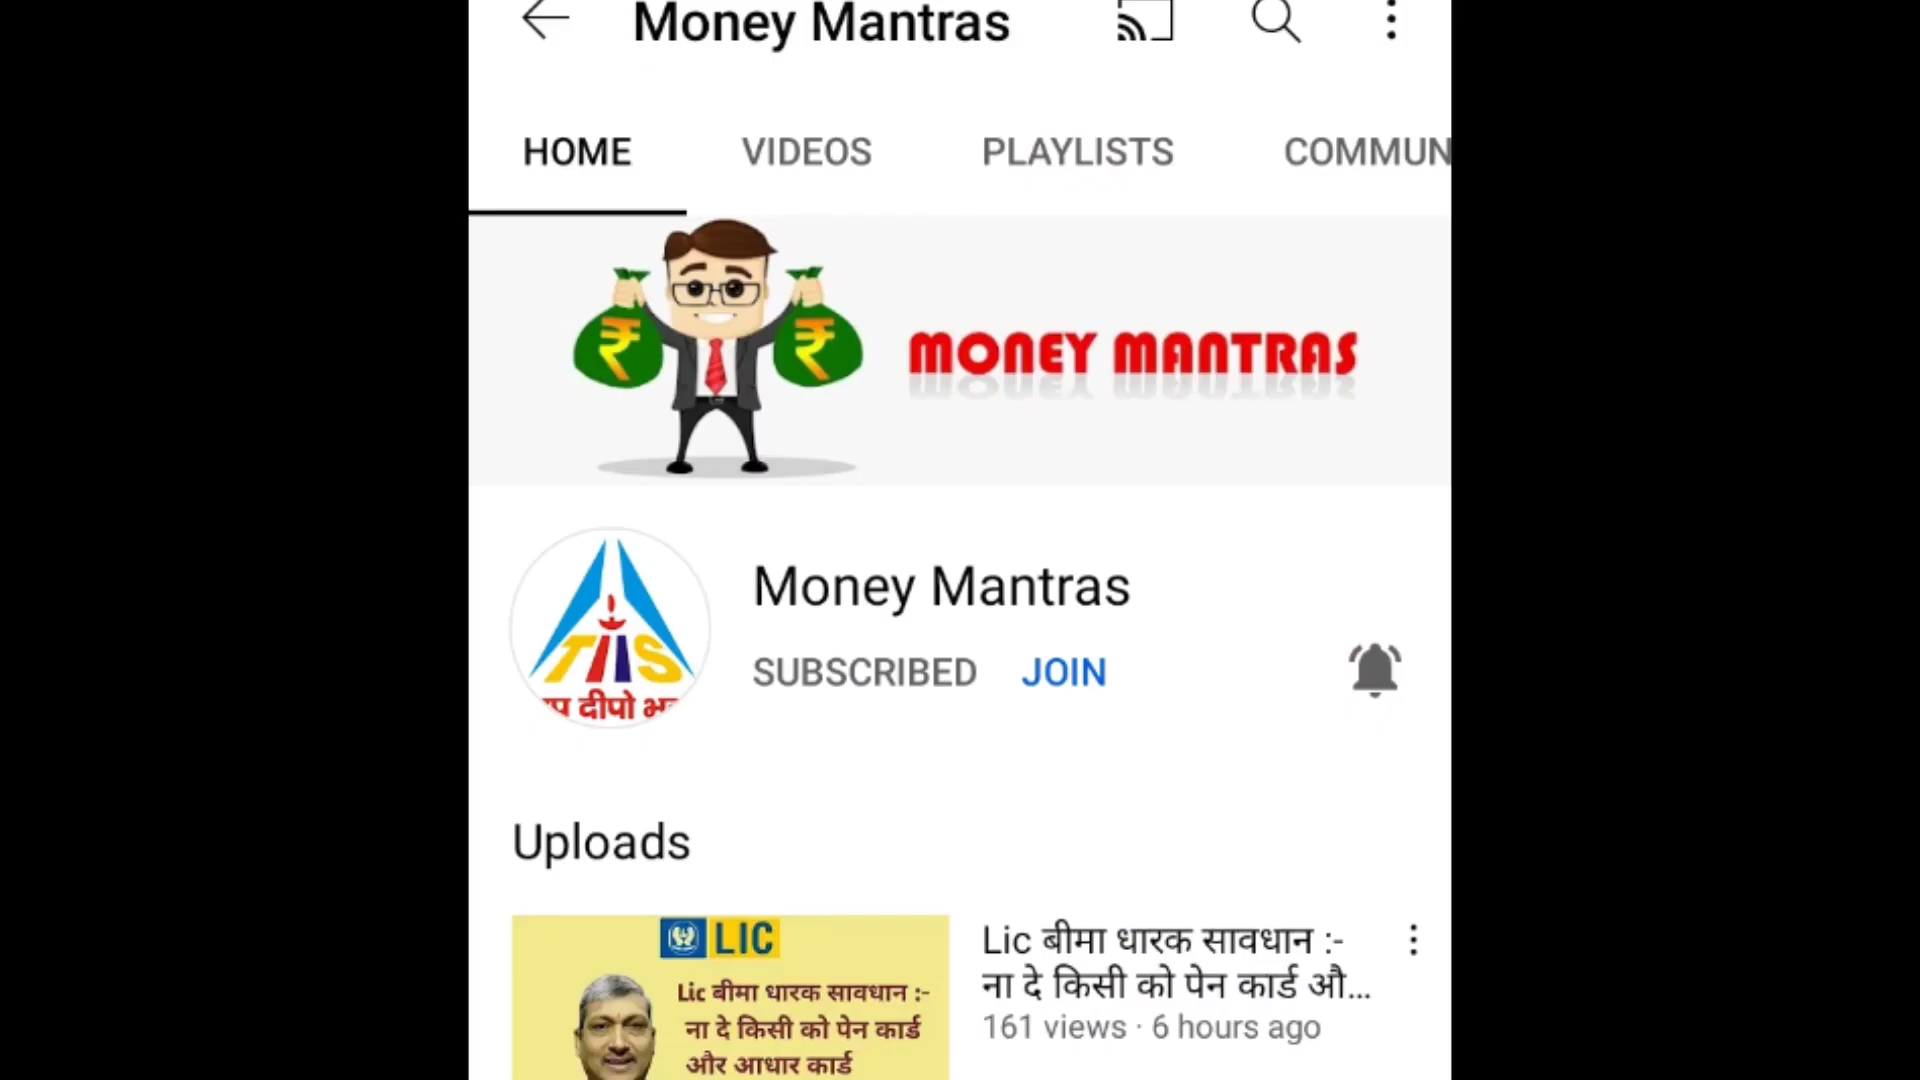 Money Mantras
HOME VIDEOS PLAYLISTS COMMUN
₹ ₹ MONEY MANTRAS
TIIS
दीपो
Money Mantras
SUBSCRIBED JOIN
Uploads
LIC
Lic बीमा धारक सावधान :-
ना दे किसी को पेन कार्ड
और आधार कार्ड
Lic बीमा धारक सावधान :-
ना दे किसी को पेन कार्ड औ...
161 views · 6 hours ago